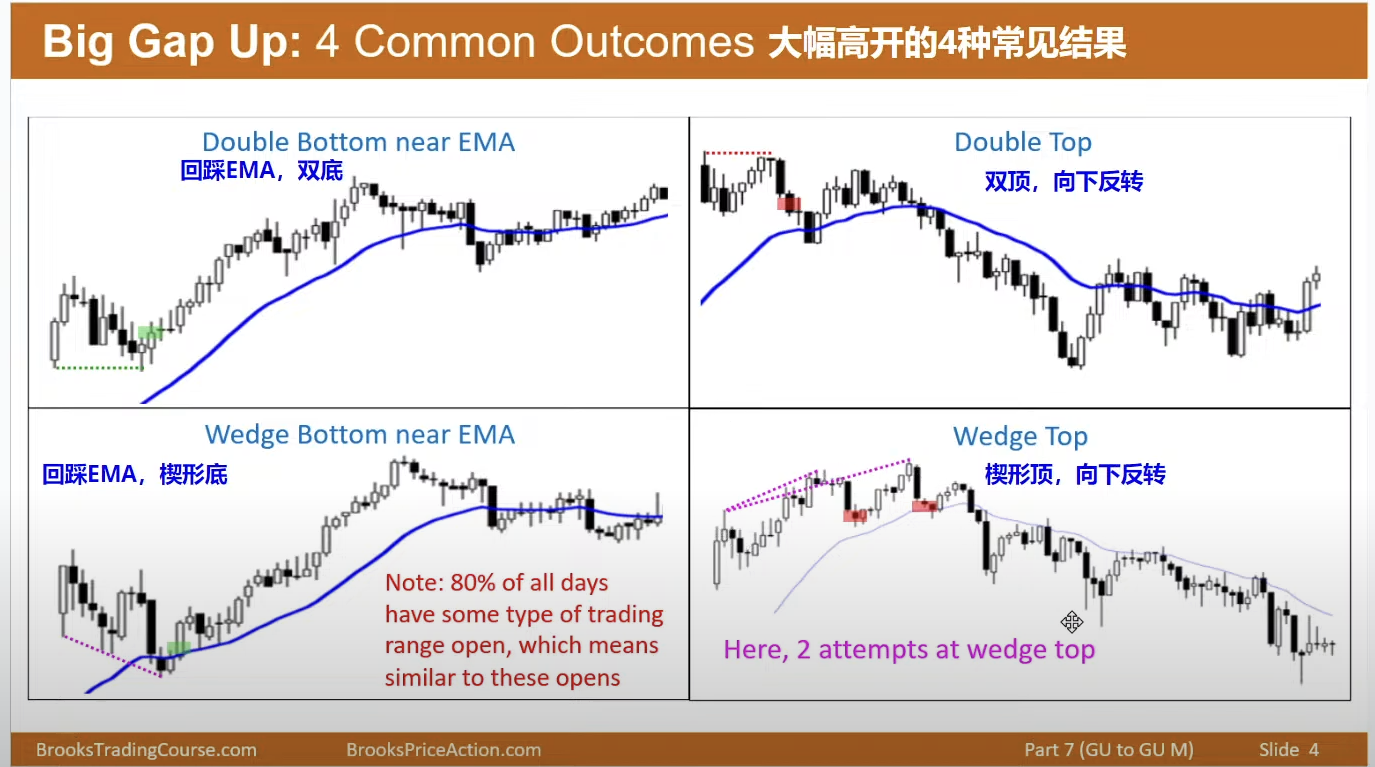 Big Gap Up: 4 Common Outcomes 大幅高开的4种常见结果
Double Bottom near EMA
回踩EMA，双底
Double Top
双顶，向下反转
Wedge Bottom near EMA
回踩EMA，楔形底
Note: 80% of all days
have some type of trading
range open, which means
similar to these opens
Wedge Top
楔形顶，向下反转
Here, 2 attempts at wedge top
BrooksTradingCourse.com
BrooksPriceAction.com
Part 7 (GU to GU M)
Slide 4